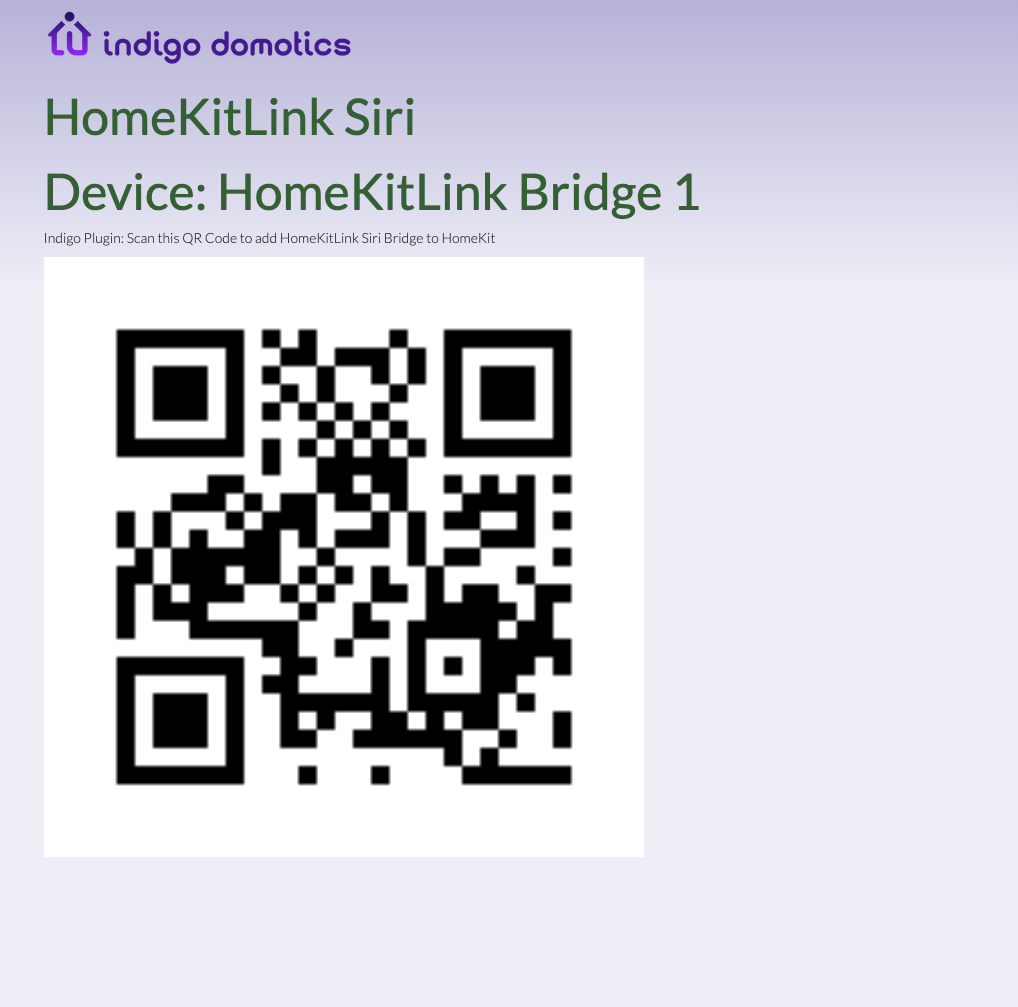 indigo domotics
HomeKitLink Siri
Device: HomeKitLink Bridge 1
Indigo Plugin: Scan this QR Code to add HomeKitLink Siri Bridge to HomeKit